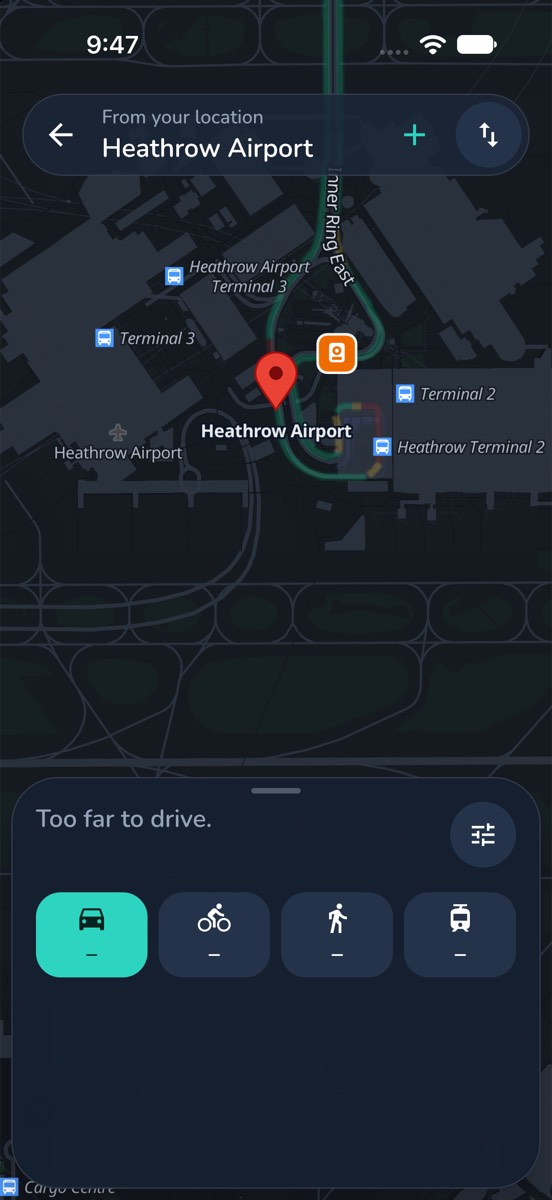 9:47
From your location
Heathrow Airport
Inner Ring East
Heathrow Airport
Terminal 3
Terminal 3
Terminal 2
Heathrow Airport
Heathrow Terminal 2
Heathrow Airport
Too far to drive.
–
–
–
–
Cargo Centre